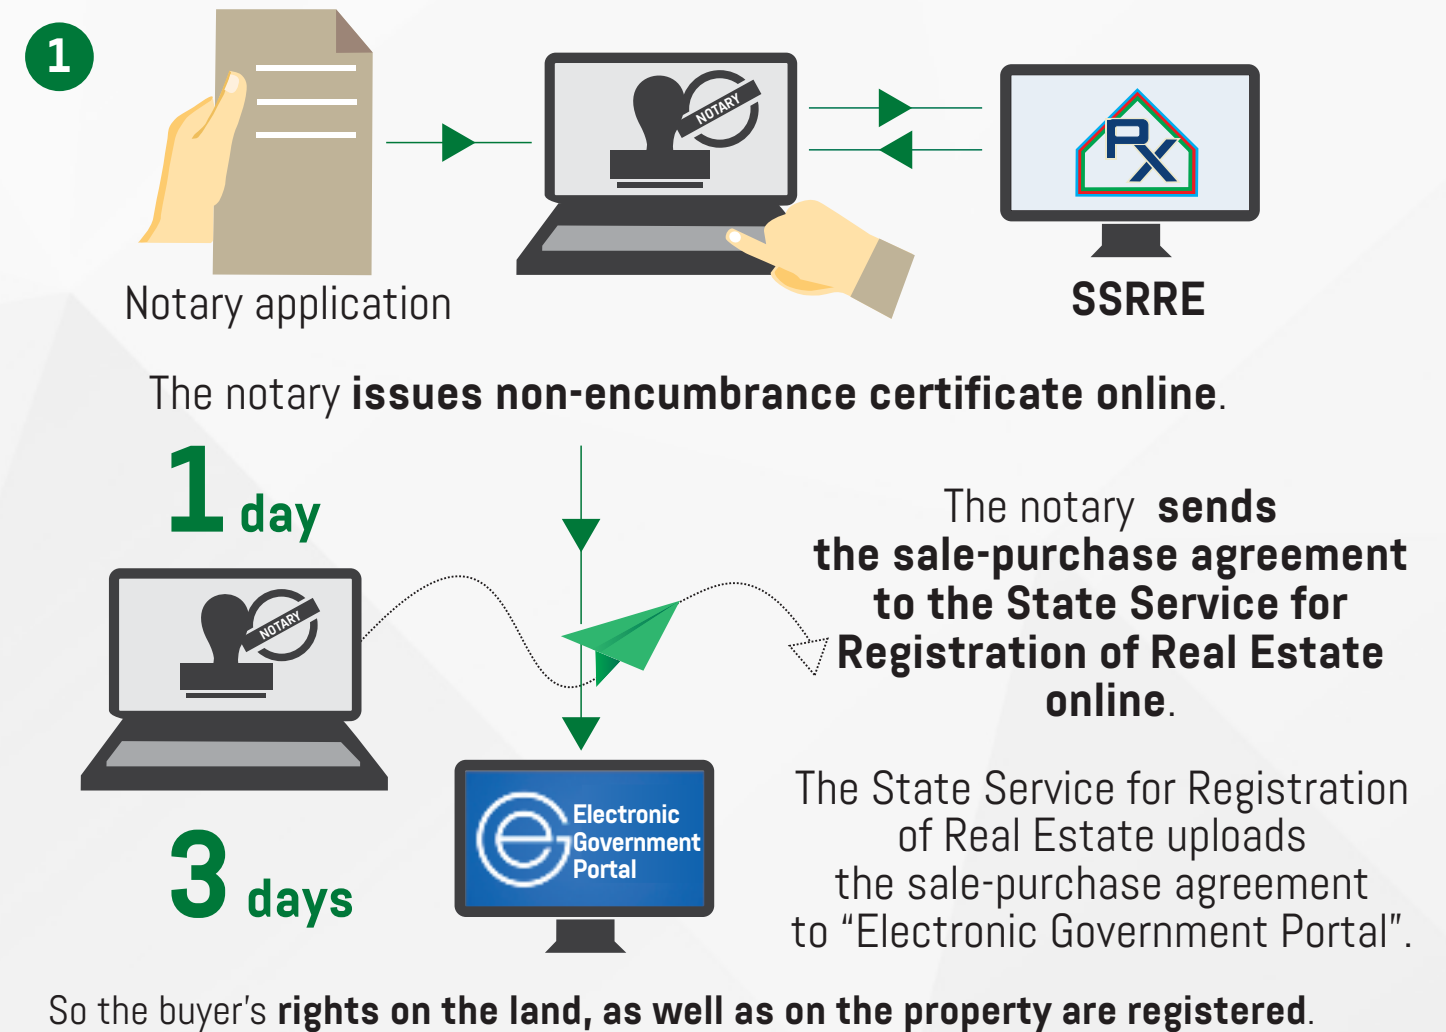 1
NOTARY
PX
Notary application
SSRRE
The notary issues non-encumbrance certificate online.
1 day
NOTARY
The notary sends
the sale-purchase agreement
to the State Service for
Registration of Real Estate
online.
Electronic
Government
Portal
3 days
The State Service for Registration
of Real Estate uploads
the sale-purchase agreement
to “Electronic Government Portal”.
So the buyer's rights on the land, as well as on the property are registered.